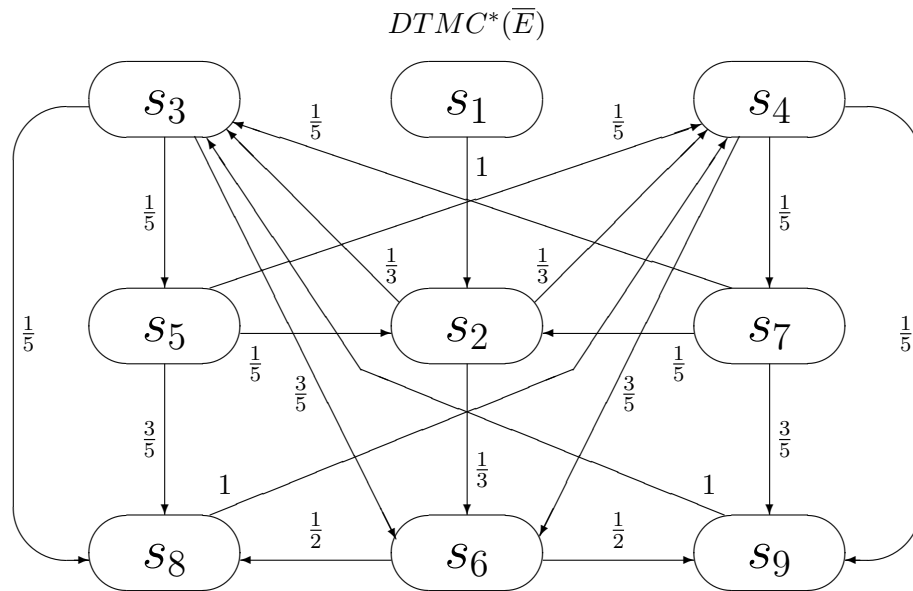 DTMC*(E̅)
s₃ s₁ s₄
1/5 1/5
1
1/5 1/5
1/3 1/3
s₅ s₂ s₇
1/5 1/5 1/5 1/5
3/5 3/5
3/5 3/5
1/3
1 1
1/2 1/2
s₈ s₆ s₉